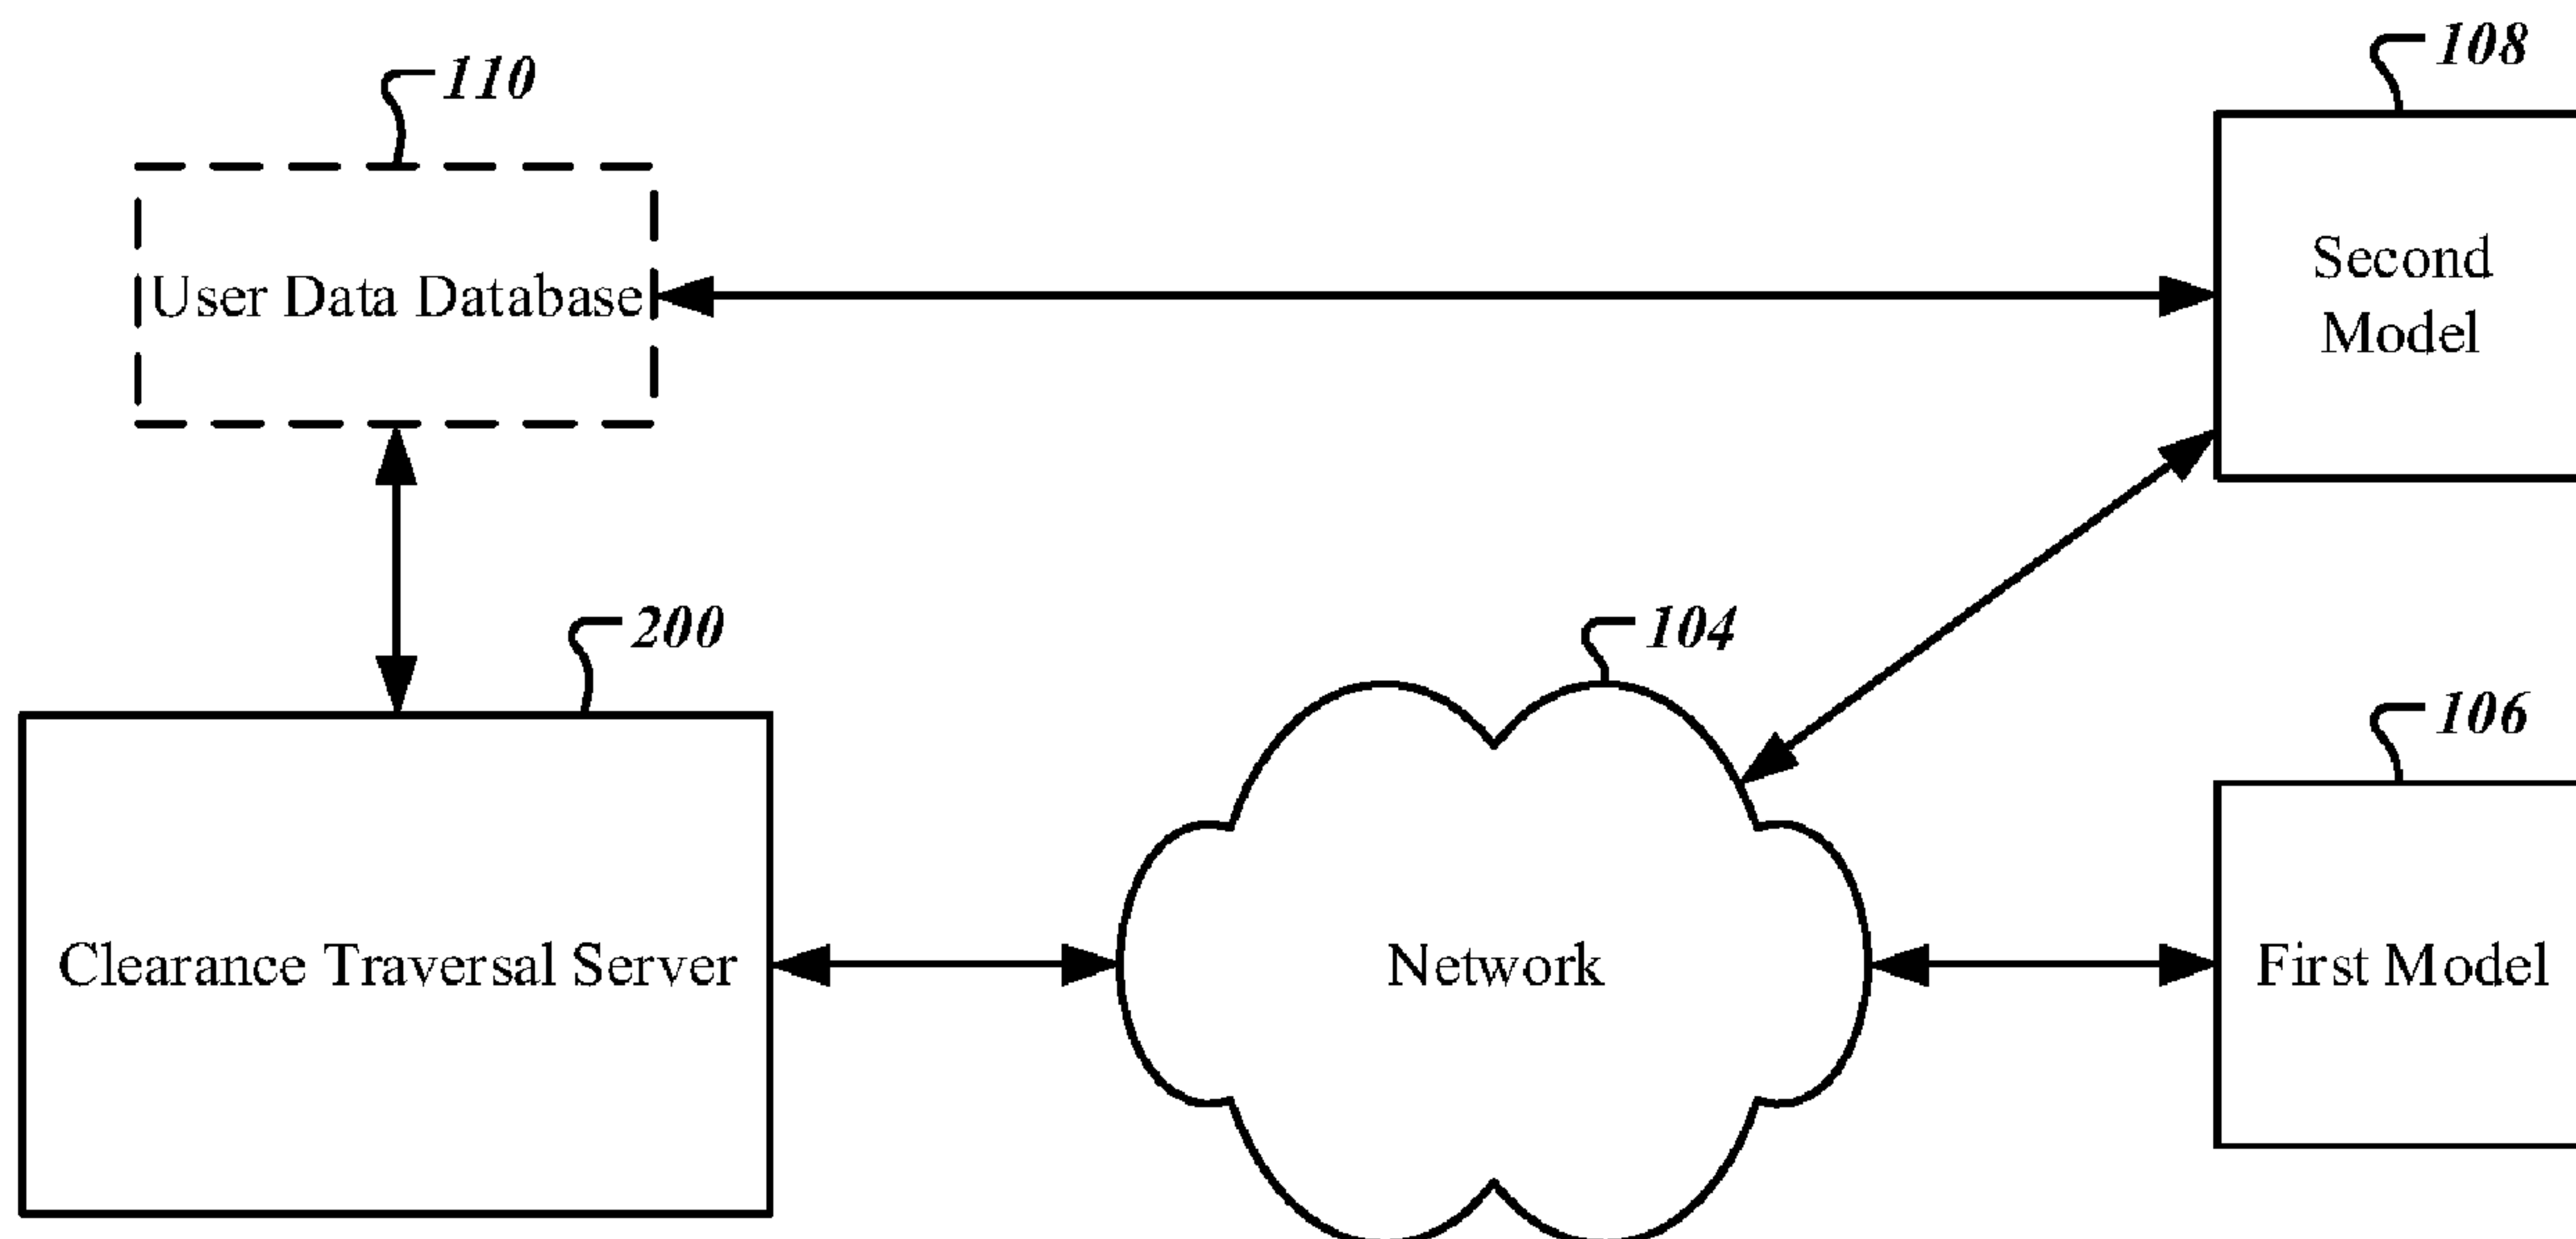 110
108
User Data Database
Second
Model
200
104
106
Clearance Traversal Server
Network
First Model